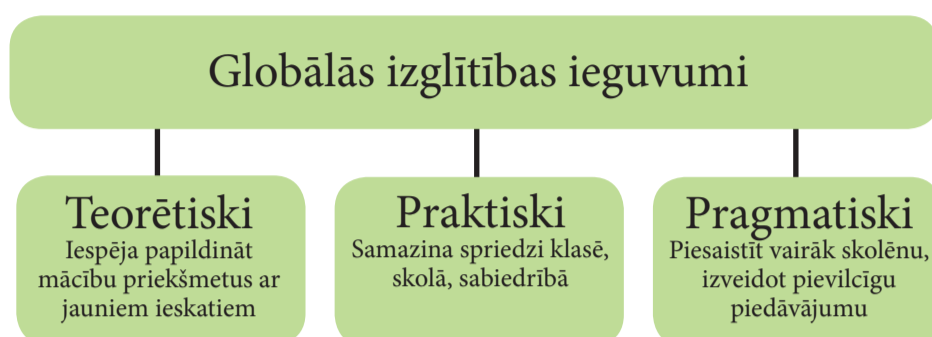 Globālās izglītības ieguvumi
Teorētiski
Iespēja papildināt
mācību priekšmetus ar
jauniem ieskatiem
Praktiski
Samazina spriedzi klasē,
skolā, sabiedrībā
Pragmatiski
Piesaistīt vairāk skolēnu,
izveidot pievilcīgu
piedāvājumu